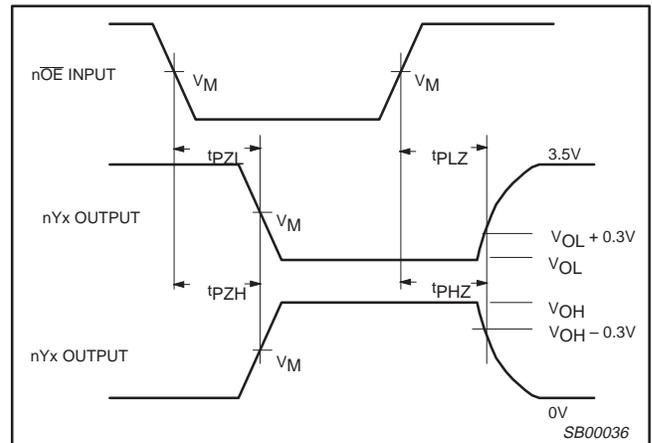 nO̅E̅ INPUT
VM
VM
tPZL
tPLZ
3.5V
nYx OUTPUT
VM
VOL + 0.3V
VOL
tPZH
tPHZ
VOH
VOH – 0.3V
nYx OUTPUT
VM
0V
SB00036